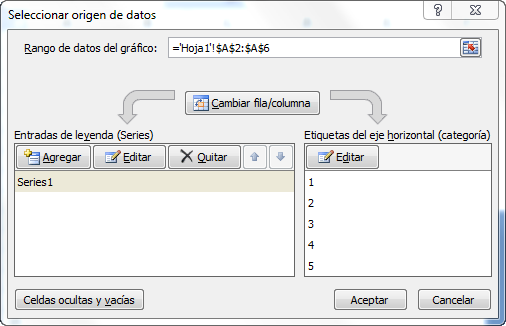 Seleccionar origen de datos
Rango de datos del gráfico: ='Hoja1'!$A$2:$A$6
Cambiar fila/columna
Entradas de leyenda (Series)
Agregar Editar Quitar
Series1
Etiquetas del eje horizontal (categoría)
Editar
1
2
3
4
5
Celdas ocultas y vacías
Aceptar Cancelar